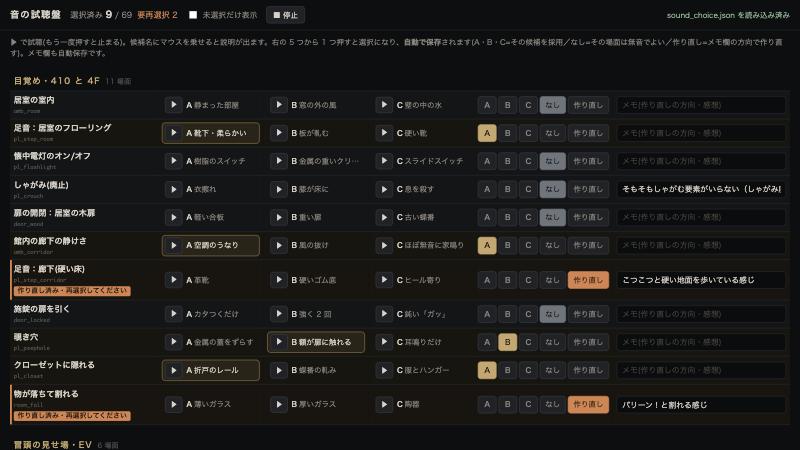 音の試聴盤 選択済み 9 / 69 要再選択 2 未選択だけ表示 ■ 停止 sound_choice.json を読み込み済み
▶ で試聴(もう一度押すと止まる)。候補名にマウスを乗せると説明が出ます。右の 5 つから 1 つ押すと選択になり、自動で保存されます(A・B・C=その候補を採用／なし=その場面は無音でよい／作り直し=メモ欄の方向で作り直
す)。メモ欄も自動保存です。
目覚め・410 と 4F 11 場面
居室の室内 A 静まった部屋 B 窓の外の風 C 壁の中の水 A B C なし 作り直し メモ(作り直しの方向・感想)
amb_room
足音：居室のフローリング A 靴下・柔らかい B 板が軋む C 硬い靴 A B C なし 作り直し メモ(作り直しの方向・感想)
pl_step_room
懐中電灯のオン/オフ A 樹脂のスイッチ B 金属の重いクリ… C スライドスイッチ A B C なし 作り直し メモ(作り直しの方向・感想)
pl_flashlight
しゃがみ(廃止) A 衣擦れ B 膝が床に C 息を殺す A B C なし 作り直し そもそもしゃがむ要素がいらない（しゃがみ
pl_crouch
扉の開閉：居室の木扉 A 軽い合板 B 重い扉 C 古い蝶番 A B C なし 作り直し メモ(作り直しの方向・感想)
door_wood
館内の廊下の静けさ A 空調のうなり B 風の抜け C ほぼ無音に家鳴り A B C なし 作り直し メモ(作り直しの方向・感想)
amb_corridor
足音：廊下(硬い床) A 革靴 B 硬いゴム底 C ヒール寄り A B C なし 作り直し こつこつと硬い地面を歩いている感じ
pl_step_corridor
作り直し済み・再選択してください
施錠の扉を引く A カタつくだけ B 強く 2 回 C 鈍い「ガッ」 A B C なし 作り直し メモ(作り直しの方向・感想)
door_locked
覗き穴 A 金属の蓋をずらす B 額が扉に触れる C 耳鳴りだけ A B C なし 作り直し メモ(作り直しの方向・感想)
pl_peephole
クローゼットに隠れる A 折戸のレール B 蝶番の軋み C 服とハンガー A B C なし 作り直し メモ(作り直しの方向・感想)
pl_closet
物が落ちて割れる A 薄いガラス B 厚いガラス C 陶器 A B C なし 作り直し パリーン！と割れる感じ
room_fall
作り直し済み・再選択してください
冒頭の見せ場・EV 6 場面